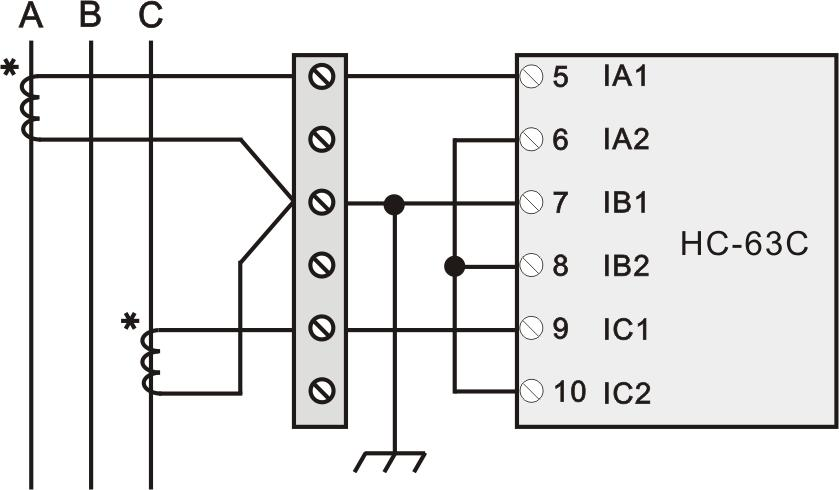 A B C
*
5 IA1
6 IA2
7 IB1
HC-63C
8 IB2
*
9 IC1
10 IC2